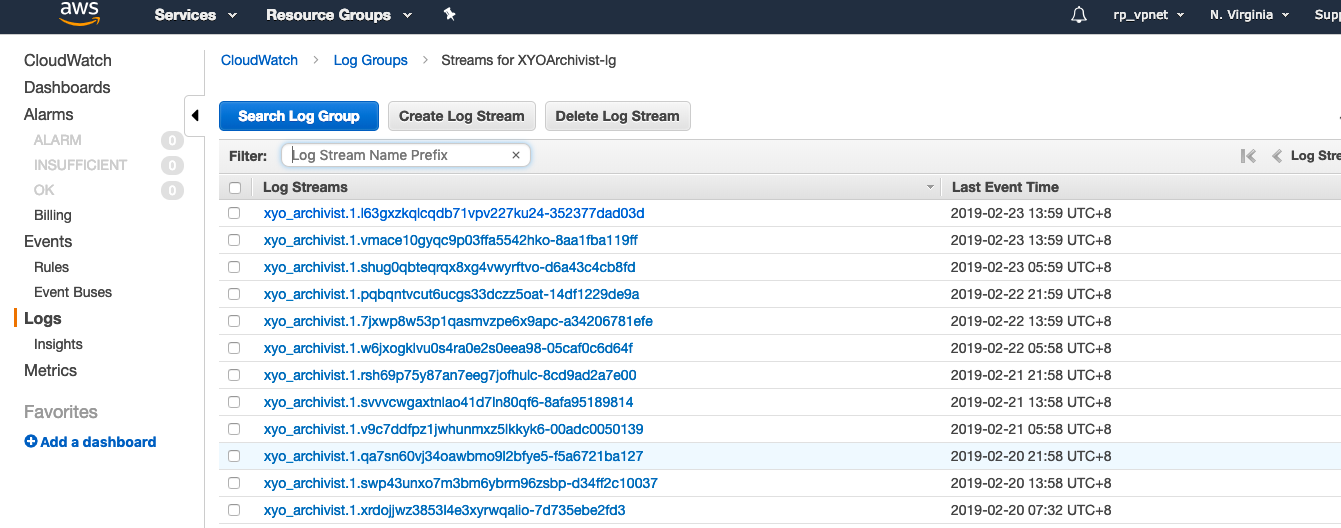 aws
Services
Resource Groups
rp_vpnet
N. Virginia
CloudWatch
Dashboards
Alarms
ALARM 0
INSUFFICIENT 0
OK 0
Billing
Events
Rules
Event Buses
Logs
Insights
Metrics
Favorites
Add a dashboard
CloudWatch > Log Groups > Streams for XYOArchivist-lg
Search Log Group Create Log Stream Delete Log Stream
Filter: Log Stream Name Prefix × Log Stre
Log Streams Last Event Time
xyo_archivist.1.l63gxzkqlcqdb71vpv227ku24-352377dad03d 2019-02-23 13:59 UTC+8
xyo_archivist.1.vmace10gyqc9p03ffa5542hko-8aa1fba119ff 2019-02-23 13:59 UTC+8
xyo_archivist.1.shug0qbteqrqx8xg4vwyrftvo-d6a43c4cb8fd 2019-02-23 05:59 UTC+8
xyo_archivist.1.pqbqntvcut6ucgs33dczz5oat-14df1229de9a 2019-02-22 21:59 UTC+8
xyo_archivist.1.7jxwp8w53p1qasmvzpe6x9apc-a34206781efe 2019-02-22 13:59 UTC+8
xyo_archivist.1.w6jxogklvu0s4ra0e2s0eea98-05caf0c6d64f 2019-02-22 05:58 UTC+8
xyo_archivist.1.rsh69p75y87an7eeg7jofhulc-8cd9ad2a7e00 2019-02-21 21:58 UTC+8
xyo_archivist.1.svvvcwgaxtnlao41d7ln80qf6-8afa95189814 2019-02-21 13:58 UTC+8
xyo_archivist.1.v9c7ddfpz1jwhunmxz5lkkyk6-00adc0050139 2019-02-21 05:58 UTC+8
xyo_archivist.1.qa7sn60vj34oawbmo9l2bfye5-f5a6721ba127 2019-02-20 21:58 UTC+8
xyo_archivist.1.swp43unxo7m3bm6ybrm96zsbp-d34ff2c10037 2019-02-20 13:58 UTC+8
xyo_archivist.1.xrdojjwz3853l4e3xyrwqalio-7d735ebe2fd3 2019-02-20 07:32 UTC+8